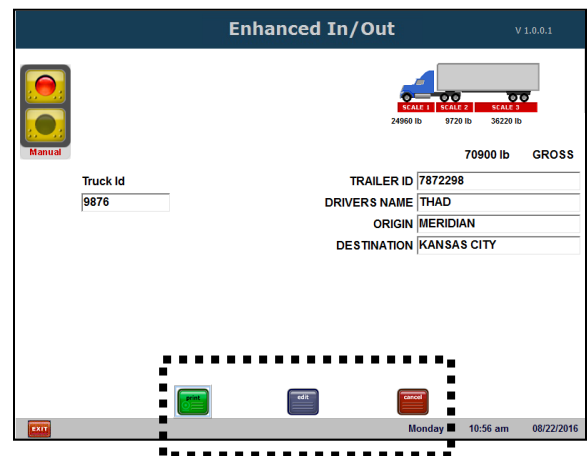 Enhanced In/Out V 1.0.0.1
SCALE 1 SCALE 2 SCALE 3
24960 lb 9720 lb 36220 lb
Manual
70900 lb GROSS
Truck Id
9876
TRAILER ID 7872298
DRIVERS NAME THAD
ORIGIN MERIDIAN
DESTINATION KANSAS CITY
print edit cancel
EXIT Monday 10:56 am 08/22/2016